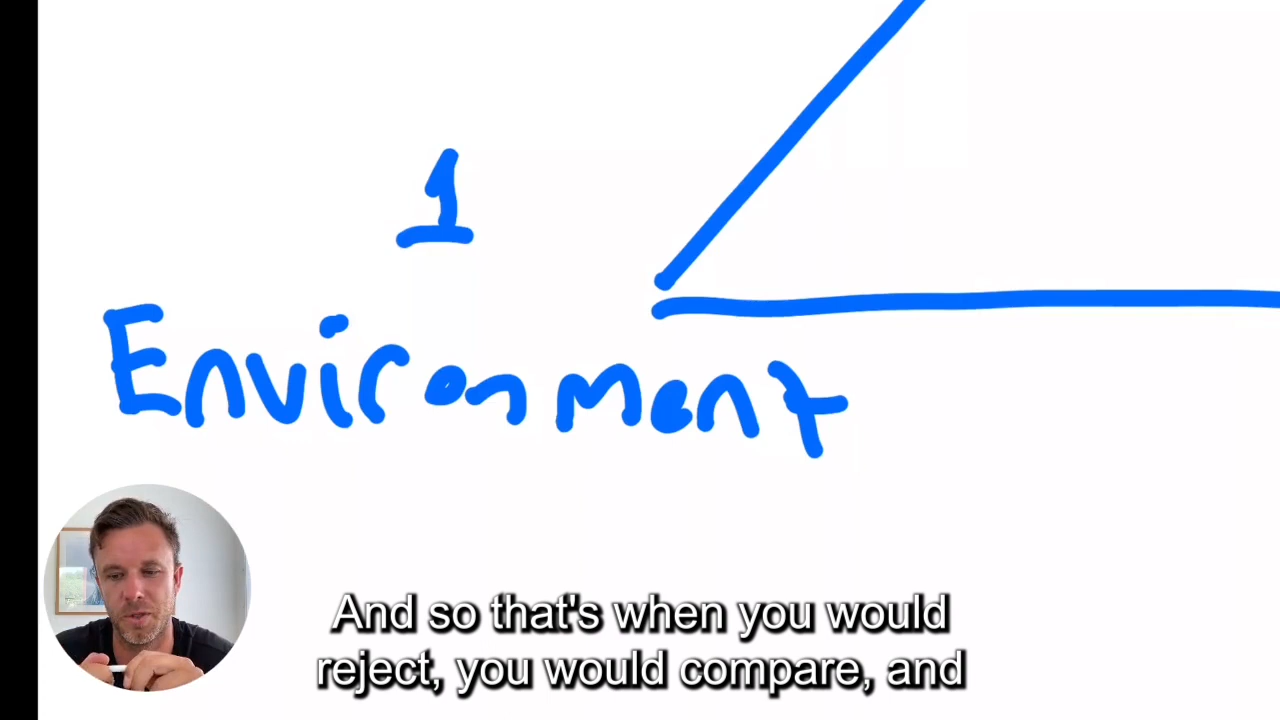 1
Environment
And so that's when you would
reject, you would compare, and